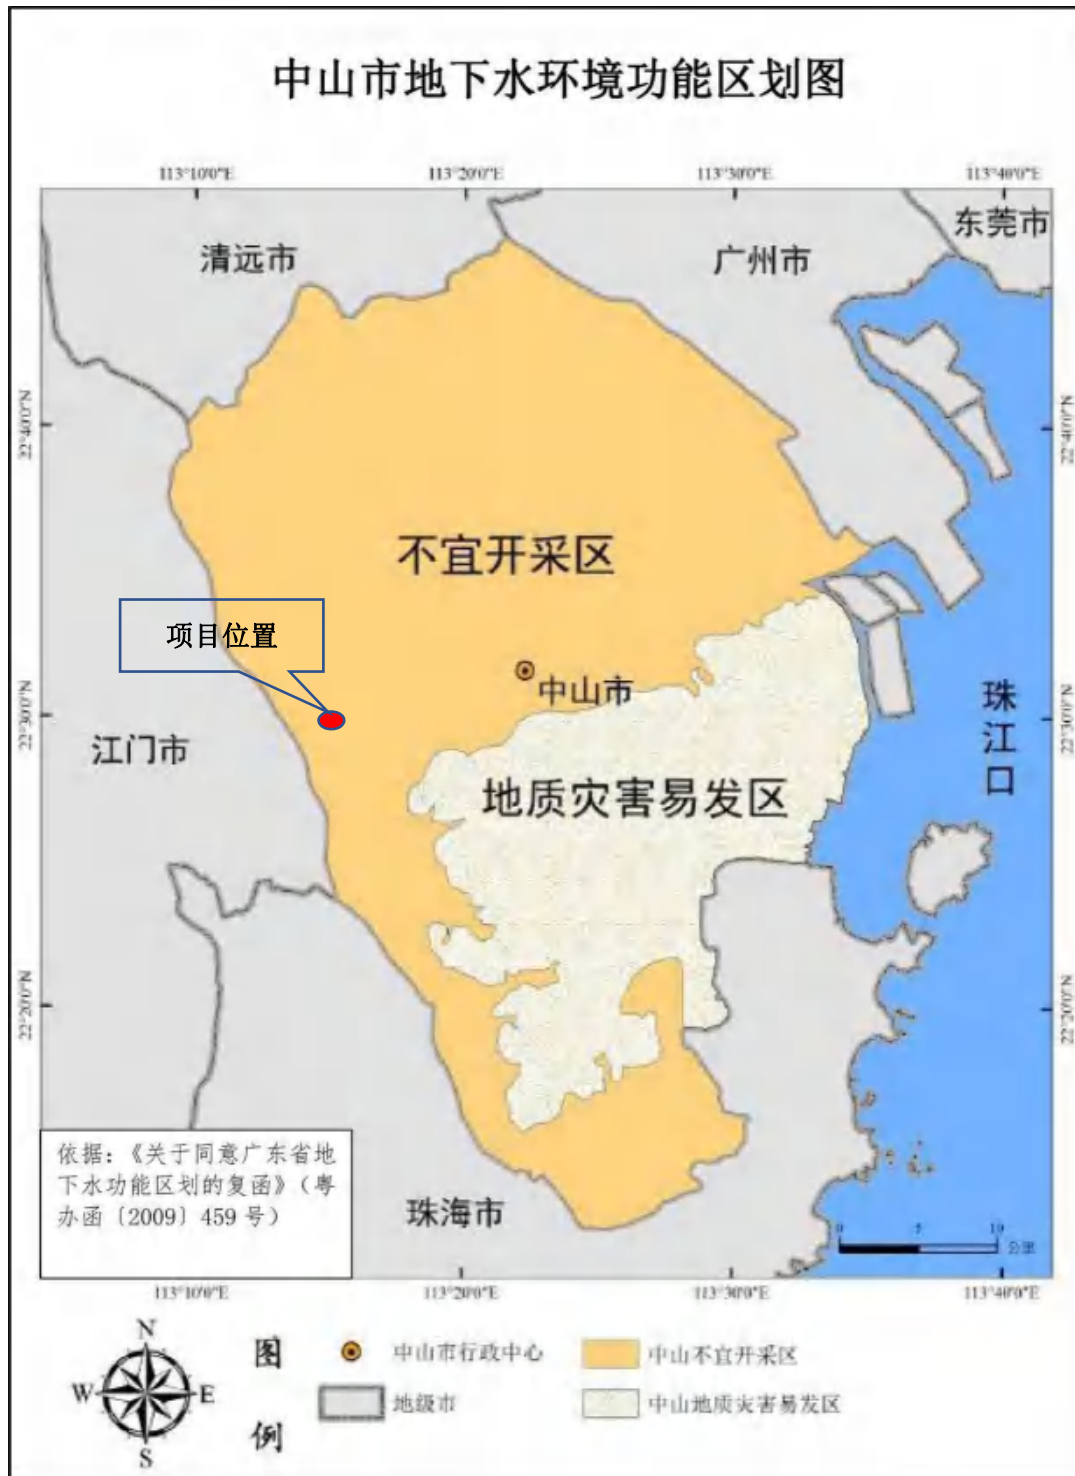 中山市地下水环境功能区划图
113°10'0"E
113°20'0"E
113°30'0"E
113°40'0"E
东莞市
清远市
广州市
22°40'0"N
22°40'0"N
不宜开采区
项目位置
中山市
22°30'0"N
22°30'0"N
珠江口
江门市
地质灾害易发区
22°20'0"N
22°20'0"N
依据：《关于同意广东省地
下水功能区划的复函》（粤
办函〔2009〕459 号）
珠海市
0 5 10
公里
113°10'0"E
113°20'0"E
113°30'0"E
113°40'0"E
N
W
E
S
图例
中山市行政中心
中山不宜开采区
地级市
中山地质灾害易发区